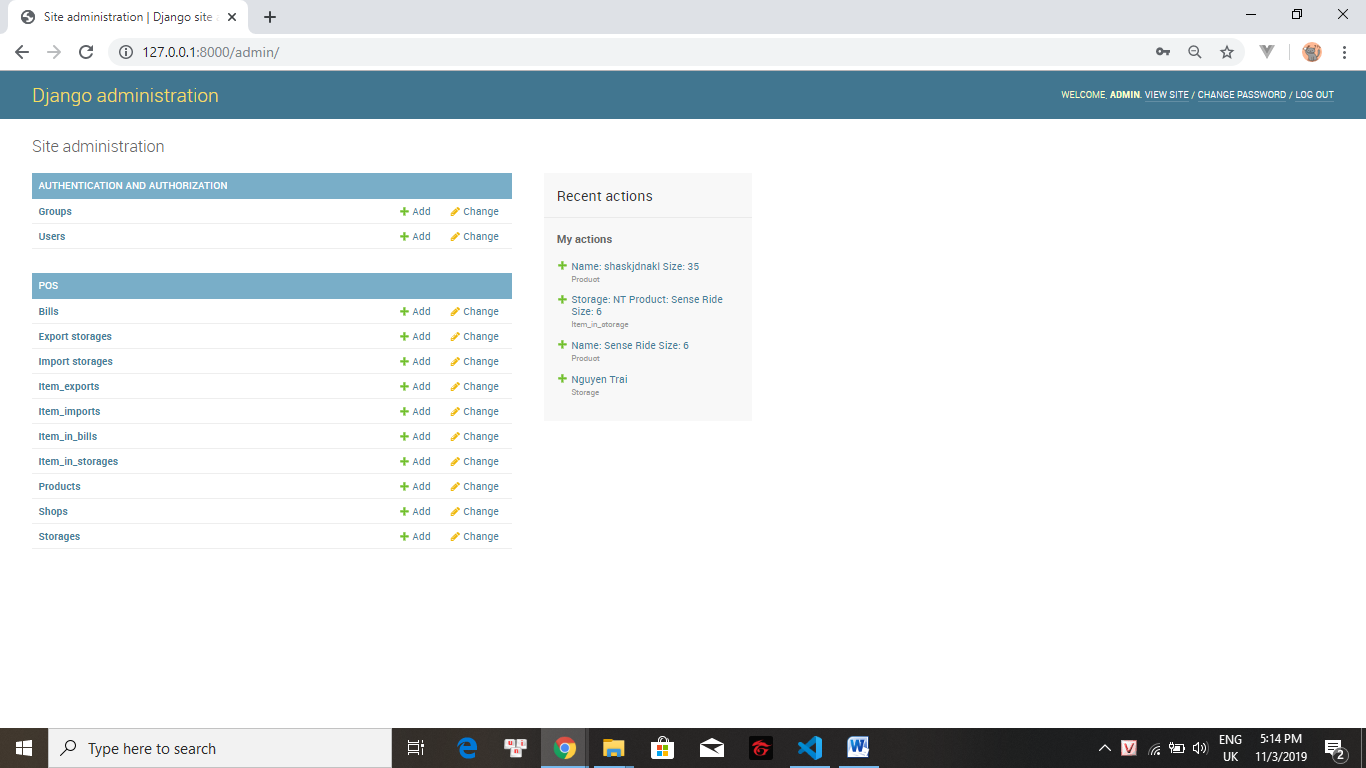 Site administration | Django site
127.0.0.1:8000/admin/
Django administration
WELCOME, ADMIN. VIEW SITE / CHANGE PASSWORD / LOG OUT
Site administration
AUTHENTICATION AND AUTHORIZATION
Groups Add Change
Users Add Change
POS
Bills Add Change
Export storages Add Change
Import storages Add Change
Item_exports Add Change
Item_imports Add Change
Item_in_bills Add Change
Item_in_storages Add Change
Products Add Change
Shops Add Change
Storages Add Change
Recent actions
My actions
Name: shaskjdnakl Size: 35
Product
Storage: NT Product: Sense Ride
Size: 6
Item_in_storage
Name: Sense Ride Size: 6
Product
Nguyen Trai
Storage
Type here to search
ENG
UK
5:14 PM
11/3/2019
2